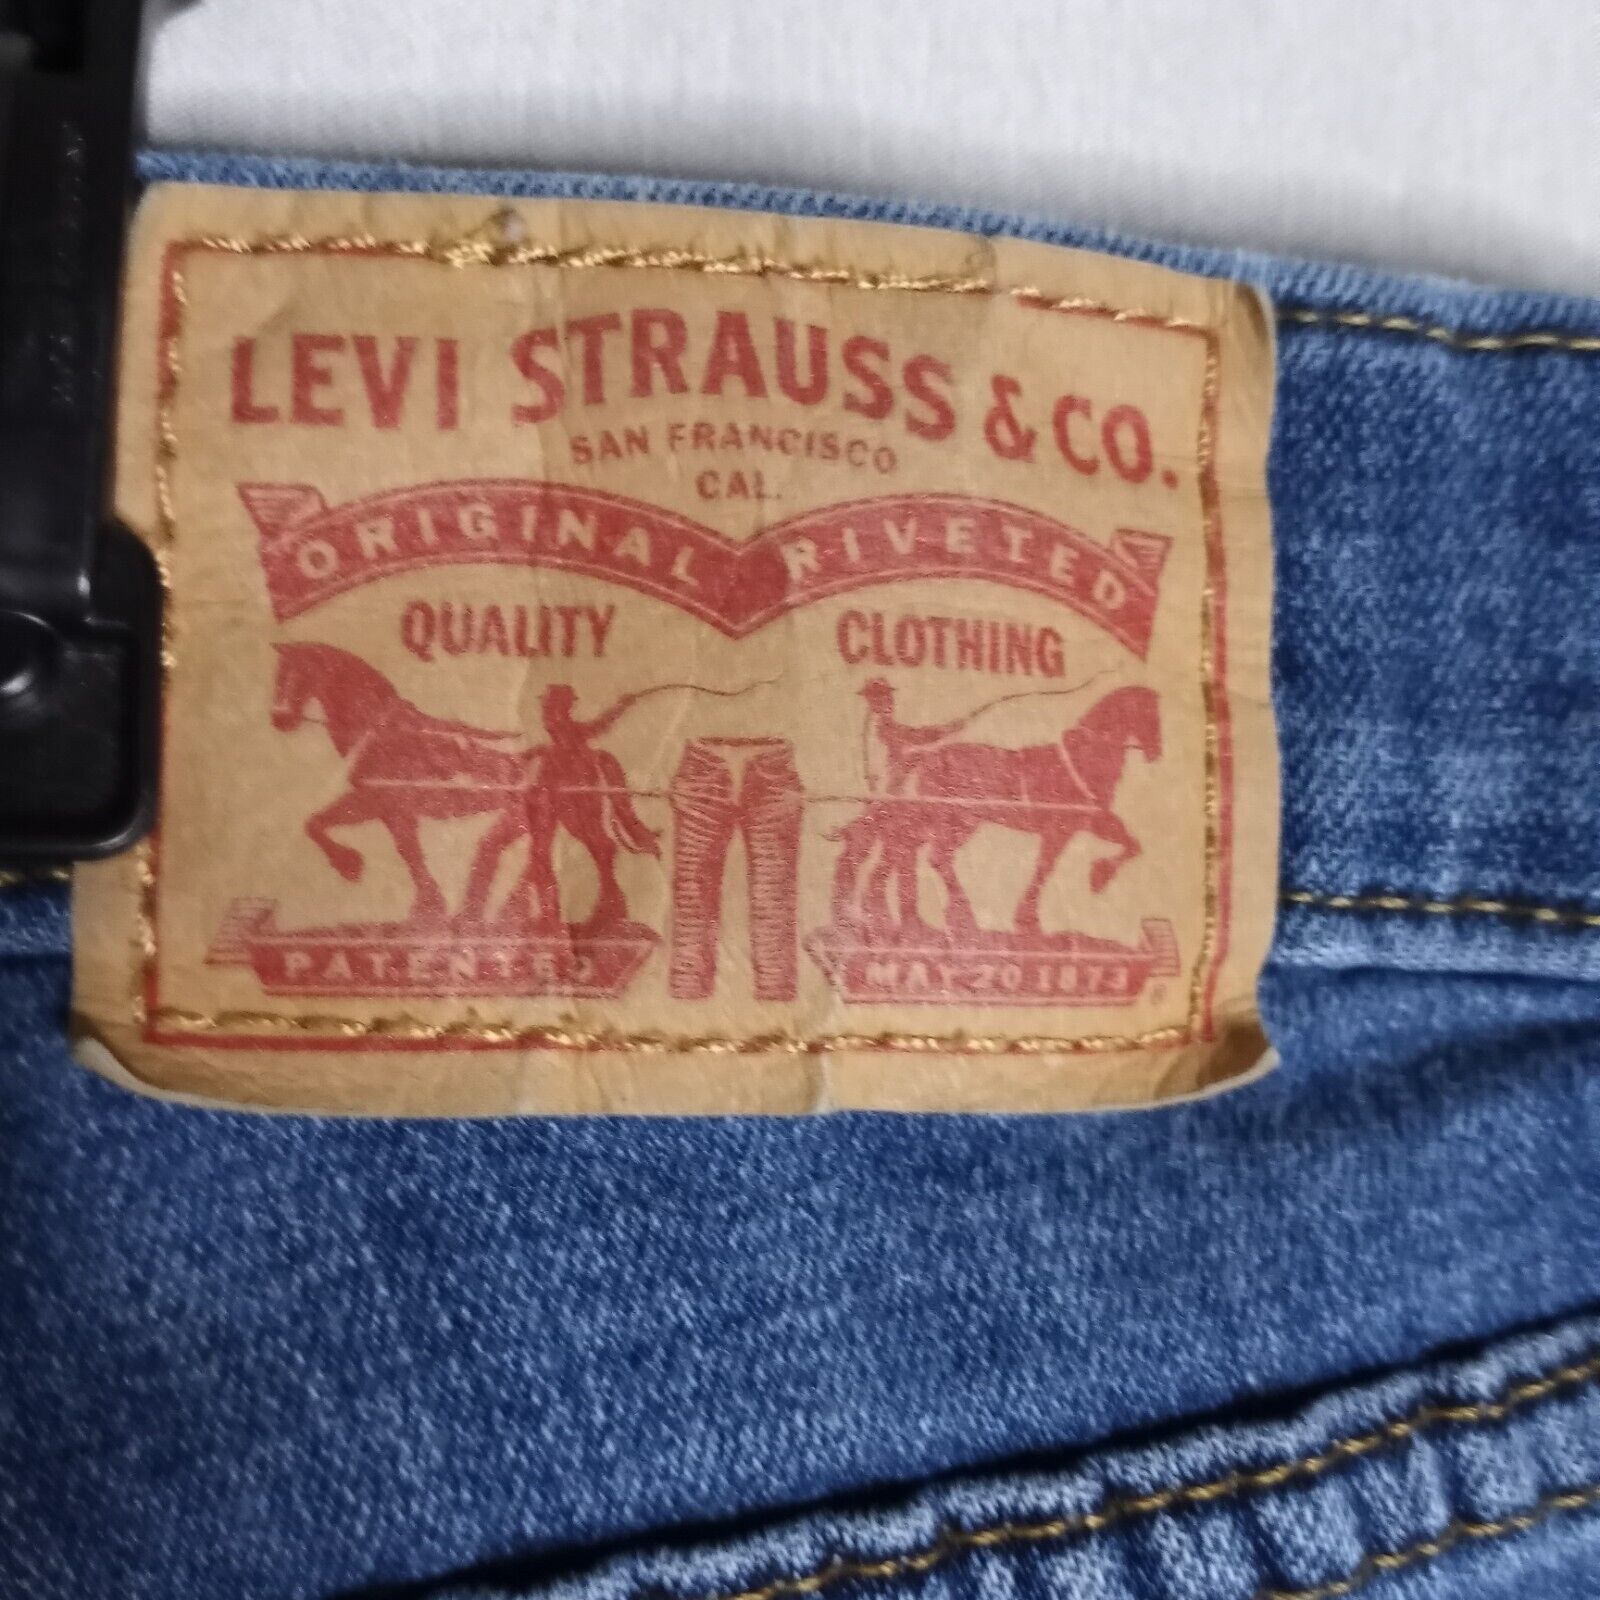 LEVI STRAUSS & CO.
SAN FRANCISCO
CAL.
ORIGINAL RIVETED
QUALITY CLOTHING
PATENTED MAY 20 1873
®